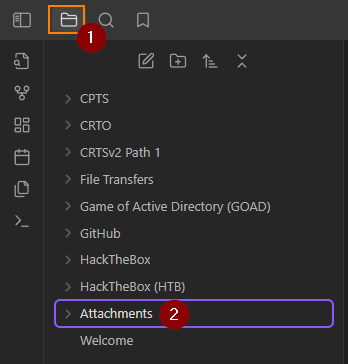 1
CPTS
CRTO
CRTSv2 Path 1
File Transfers
Game of Active Directory (GOAD)
GitHub
HackTheBox
HackTheBox (HTB)
Attachments 2
Welcome